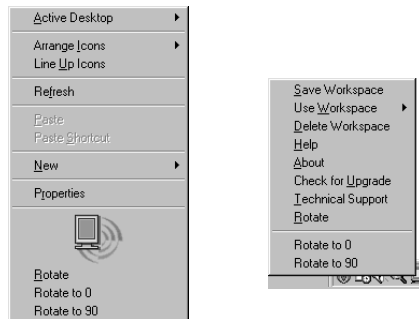 Active Desktop
Arrange Icons
Line Up Icons
Refresh
Paste
Paste Shortcut
New
Properties
Rotate
Rotate to 0
Rotate to 90
Save Workspace
Use Workspace
Delete Workspace
Help
About
Check for Upgrade
Technical Support
Rotate
Rotate to 0
Rotate to 90